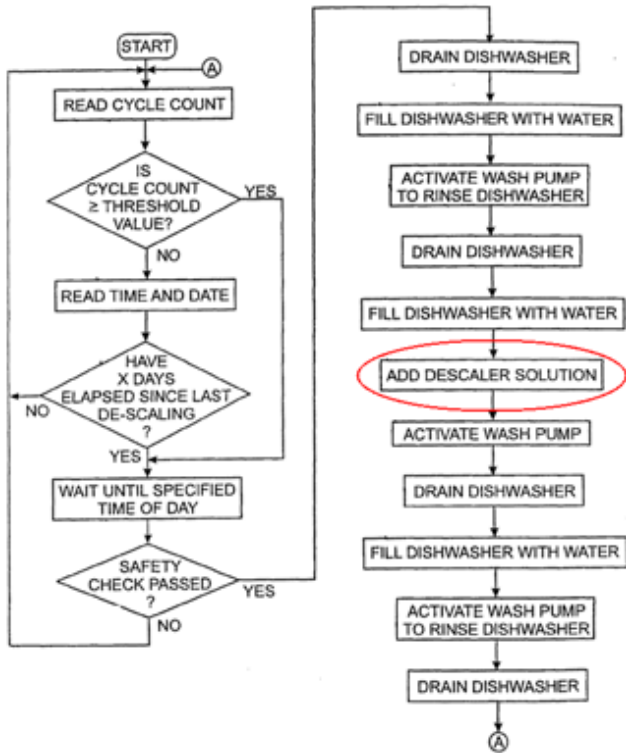 START
A
READ CYCLE COUNT
IS
CYCLE COUNT
≥ THRESHOLD
VALUE?
YES
NO
READ TIME AND DATE
HAVE
X DAYS
ELAPSED SINCE LAST
DE-SCALING
?
NO
YES
WAIT UNTIL SPECIFIED
TIME OF DAY
SAFETY
CHECK PASSED
?
YES
NO
DRAIN DISHWASHER
FILL DISHWASHER WITH WATER
ACTIVATE WASH PUMP
TO RINSE DISHWASHER
DRAIN DISHWASHER
FILL DISHWASHER WITH WATER
ADD DESCALER SOLUTION
ACTIVATE WASH PUMP
DRAIN DISHWASHER
FILL DISHWASHER WITH WATER
ACTIVATE WASH PUMP
TO RINSE DISHWASHER
DRAIN DISHWASHER
A